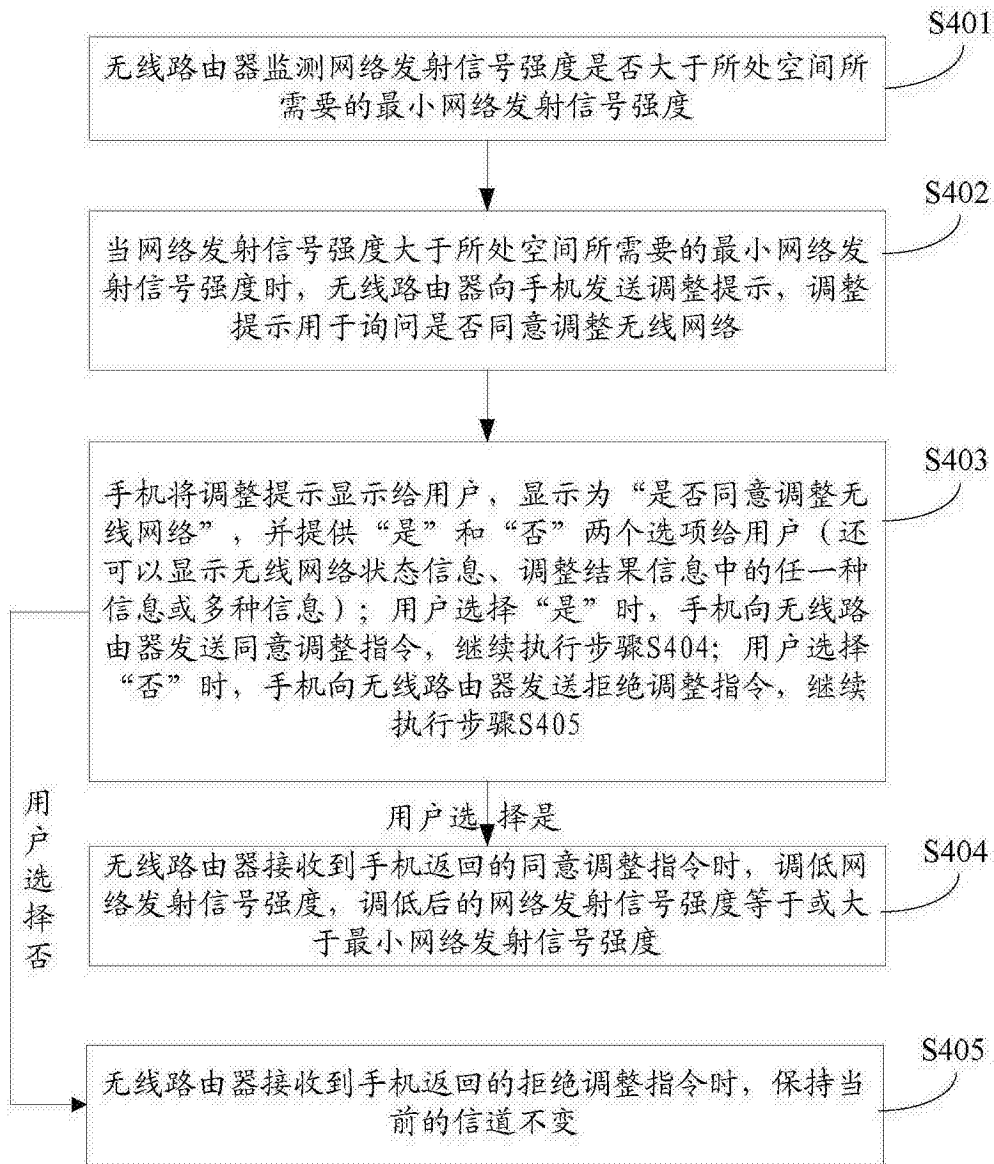 S401
无线路由器监测网络发射信号强度是否大于所处空间所
需要的最小网络发射信号强度
S402
当网络发射信号强度大于所处空间所需要的最小网络发
射信号强度时，无线路由器向手机发送调整提示，调整
提示用于询问是否同意调整无线网络
S403
手机将调整提示显示给用户，显示为“是否同意调整无
线网络”，并提供“是”和“否”两个选项给用户（还
可以显示无线网络状态信息、调整结果信息中的任一种
信息或多种信息）；用户选择“是”时，手机向无线路
由器发送同意调整指令，继续执行步骤S404；用户选择
“否”时，手机向无线路由器发送拒绝调整指令，继续
执行步骤S405
用户选择是
用户选择否
S404
无线路由器接收到手机返回的同意调整指令时，调低网
络发射信号强度，调低后的网络发射信号强度等于或大
于最小网络发射信号强度
S405
无线路由器接收到手机返回的拒绝调整指令时，保持当
前的信道不变